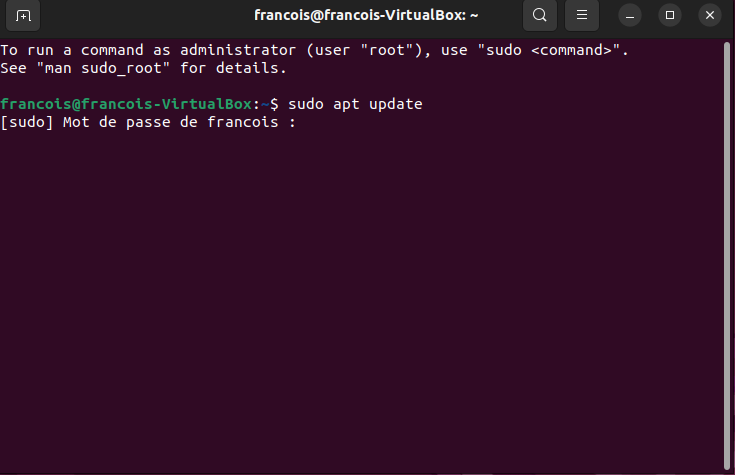 francois@francois-VirtualBox: ~
To run a command as administrator (user "root"), use "sudo <command>".
See "man sudo_root" for details.
francois@francois-VirtualBox:~$ sudo apt update
[sudo] Mot de passe de francois :